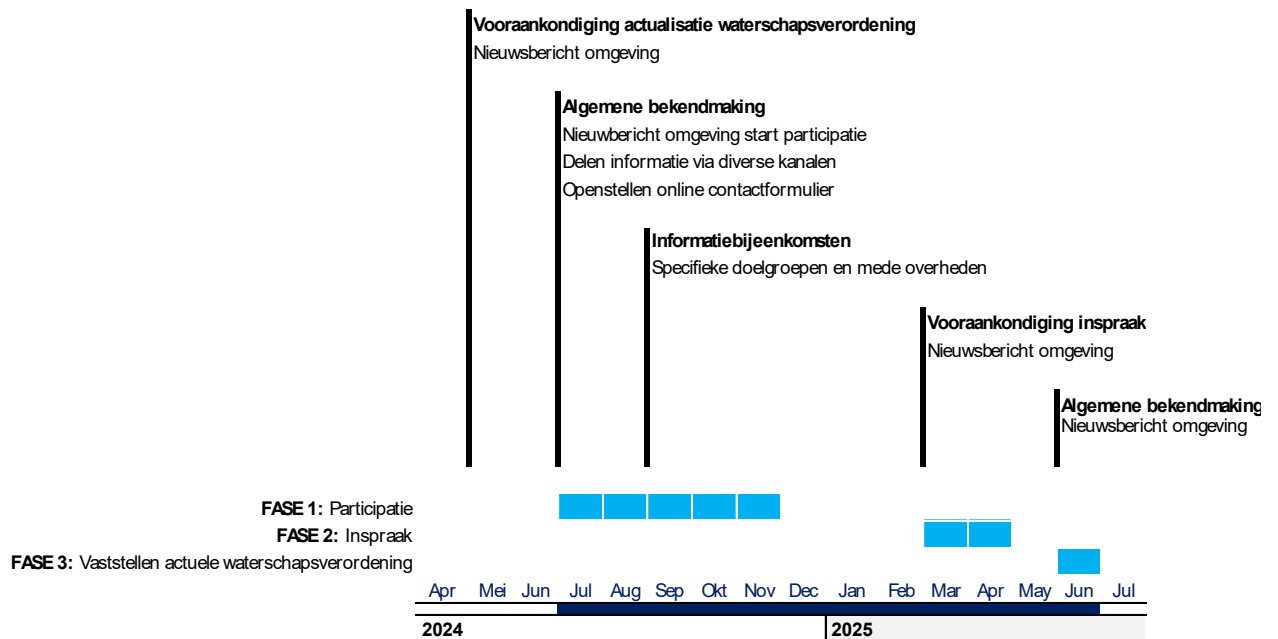 Vooraankondiging actualisatie waterschapsverordening
Nieuwsbericht omgeving
Algemene bekendmaking
Nieuwbericht omgeving start participatie
Delen informatie via diverse kanalen
Openstellen online contactformulier
Informatiebijeenkomsten
Specifieke doelgroepen en mede overheden
Vooraankondiging inspraak
Nieuwsbericht omgeving
Algemene bekendmaking
Nieuwsbericht omgeving
FASE 1: Participatie
FASE 2: Inspraak
FASE 3: Vaststellen actuele waterschapsverordening
Apr Mei Jun Jul Aug Sep Okt Nov Dec Jan Feb Mar Apr May Jun Jul
2024 2025